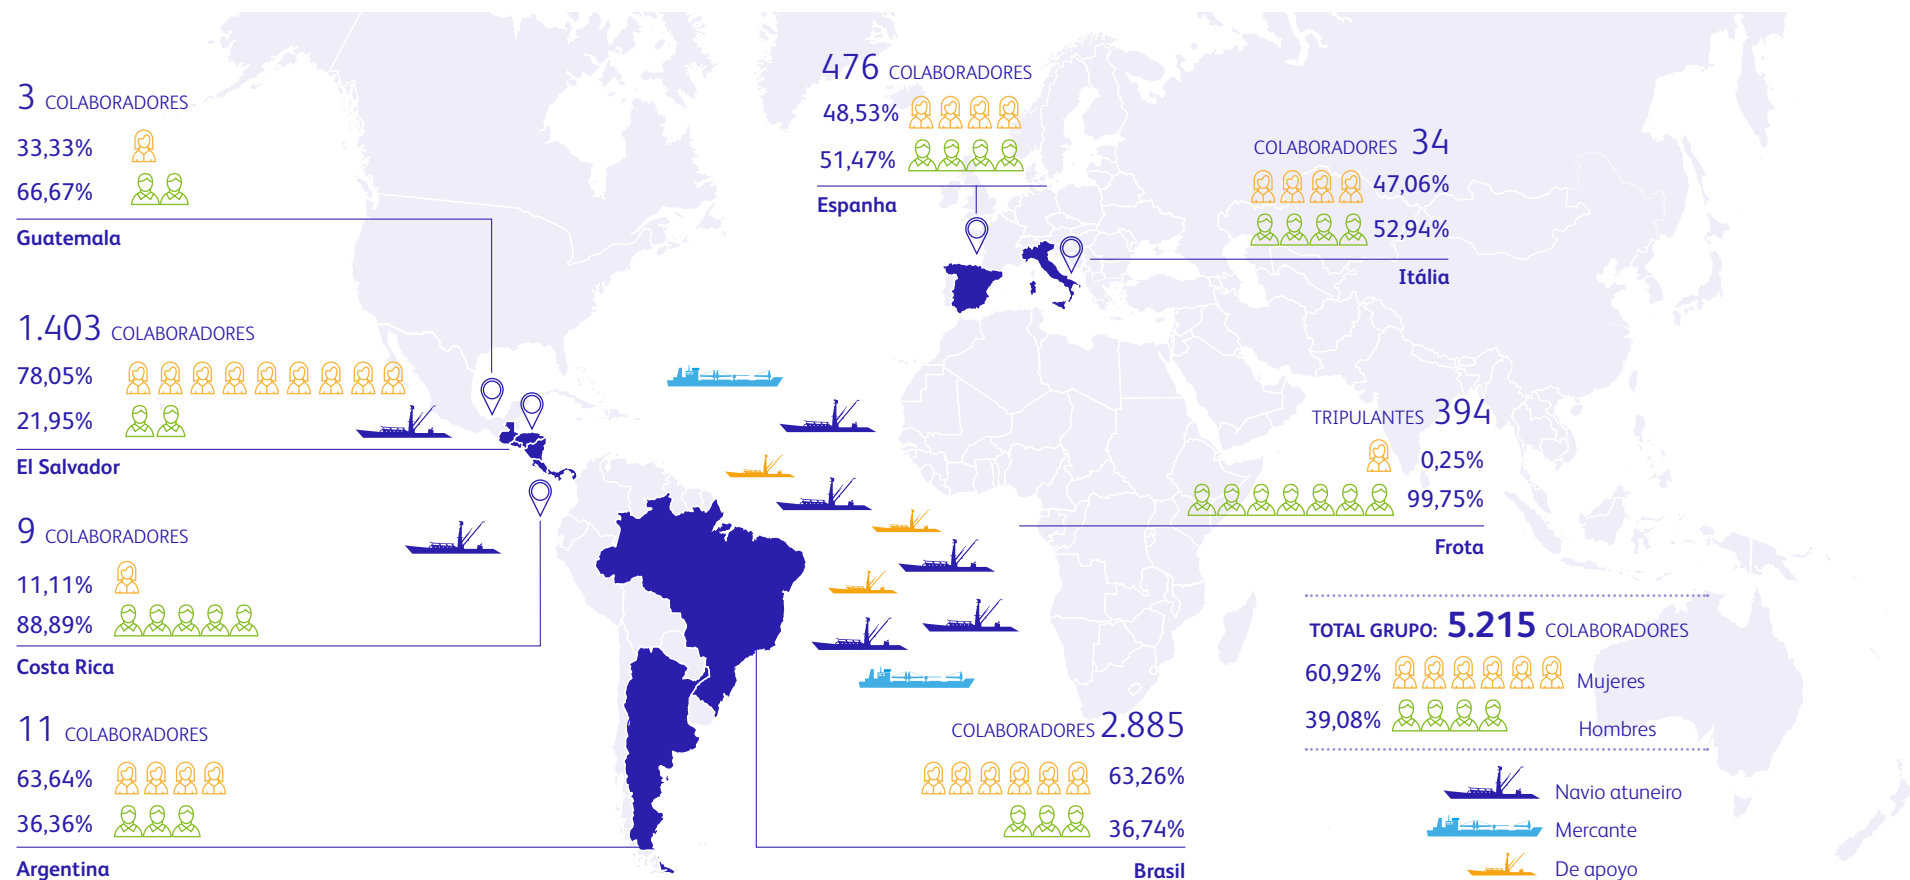 3 COLABORADORES
33,33%
66,67%
Guatemala
1.403 COLABORADORES
78,05%
21,95%
El Salvador
9 COLABORADORES
11,11%
88,89%
Costa Rica
11 COLABORADORES
63,64%
36,36%
Argentina
476 COLABORADORES
48,53%
51,47%
Espanha
COLABORADORES 34
47,06%
52,94%
Itália
TRIPULANTES 394
0,25%
99,75%
Frota
COLABORADORES 2.885
63,26%
36,74%
Brasil
TOTAL GRUPO: 5.215 COLABORADORES
60,92% Mujeres
39,08% Hombres
Navio atuneiro
Mercante
De apoyo